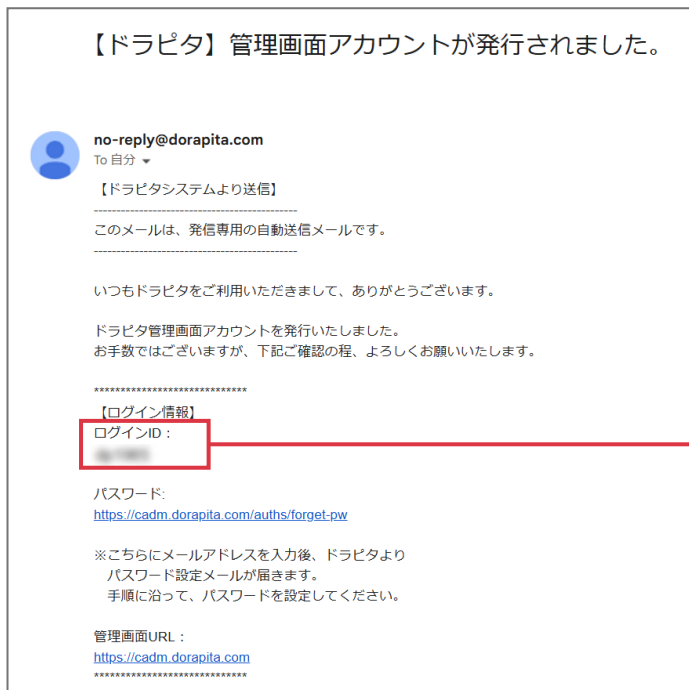 【ドラピタ】管理画面アカウントが発行されました。
no-reply@dorapita.com
To 自分
【ドラピタシステムより送信】
---------------------------------------------
このメールは、発信専用の自動送信メールです。
---------------------------------------------
いつもドラピタをご利用いただきまして、ありがとうございます。
ドラピタ管理画面アカウントを発行いたしました。
お手数ではございますが、下記ご確認の程、よろしくお願いいたします。
*****************************
【ログイン情報】
ログインID：
パスワード:
https://cadm.dorapita.com/auths/forget-pw
※こちらにメールアドレスを入力後、ドラピタより
パスワード設定メールが届きます。
手順に沿って、パスワードを設定してください。
管理画面URL：
https://cadm.dorapita.com
*****************************